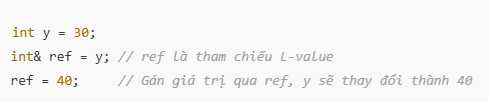 int y = 30;
int& ref = y; // ref là tham chiếu L-value
ref = 40;     // Gán giá trị qua ref, y sẽ thay đổi thành 40